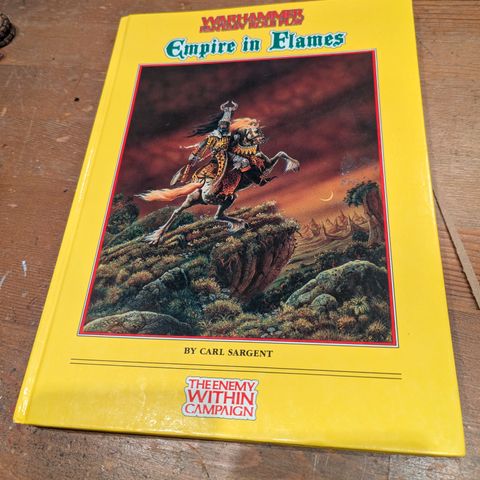 WARHAMMER
FANTASY ROLEPLAY
Empire in Flames
BY CARL SARGENT
THE ENEMY
WITHIN
CAMPAIGN